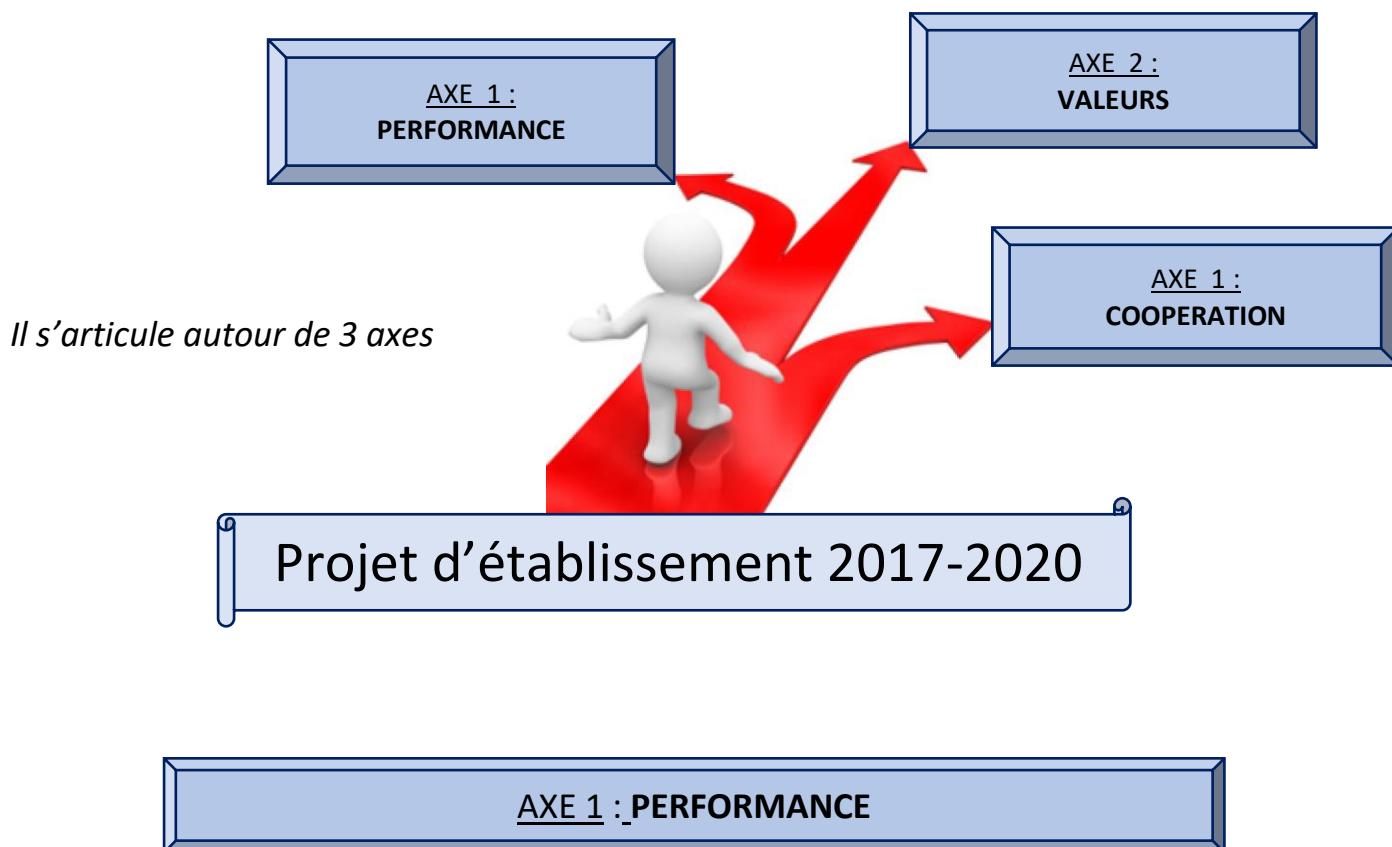 AXE 1 :
PERFORMANCE
AXE 2 :
VALEURS
AXE 1 :
COOPERATION
Il s’articule autour de 3 axes
Projet d’établissement 2017-2020
AXE 1 : PERFORMANCE